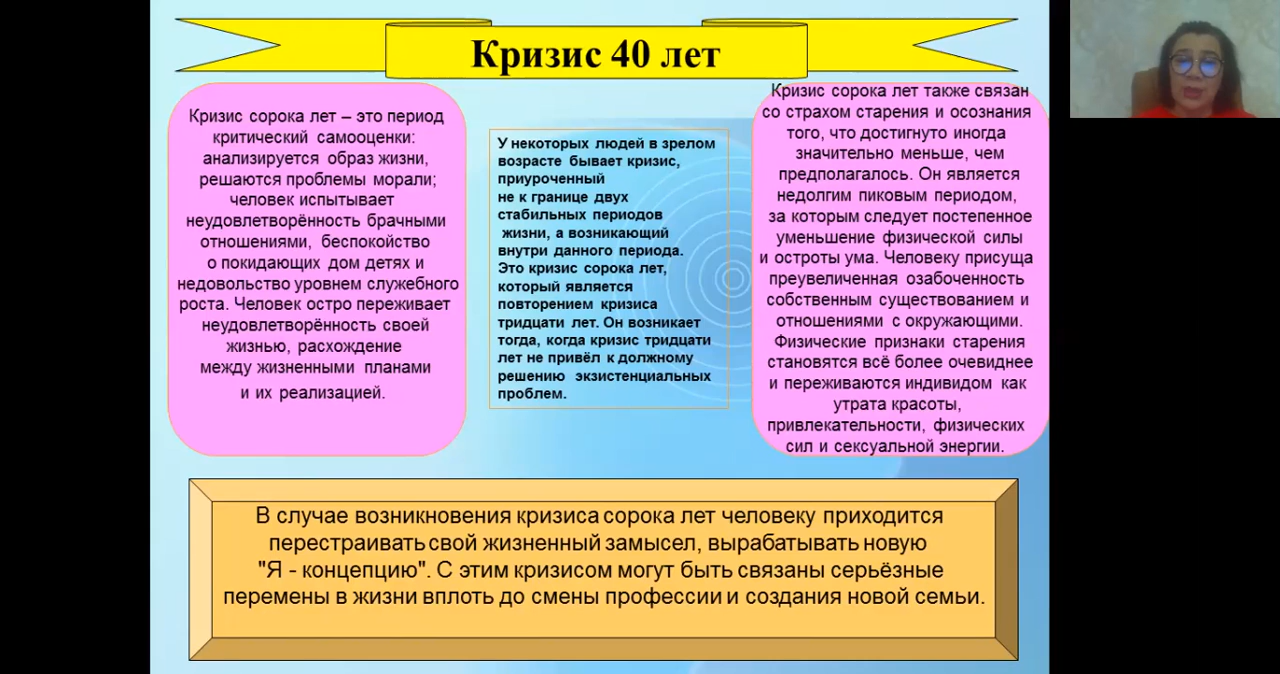 Кризис 40 лет
Кризис сорока лет – это период
критический самооценки:
анализируется образ жизни,
решаются проблемы морали;
человек испытывает
неудовлетворённость брачными
отношениями, беспокойство
о покидающих дом детях и
недовольство уровнем служебного
роста. Человек остро переживает
неудовлетворённость своей
жизнью, расхождение
между жизненными планами
и их реализацией.
У некоторых людей в зрелом
возрасте бывает кризис,
приуроченный
не к границе двух
стабильных периодов
жизни, а возникающий
внутри данного периода.
Это кризис сорока лет,
который является
повторением кризиса
тридцати лет. Он возникает
тогда, когда кризис тридцати
лет не привёл к должному
решению экзистенциальных
проблем.
Кризис сорока лет также связан
со страхом старения и осознания
того, что достигнуто иногда
значительно меньше, чем
предполагалось. Он является
недолгим пиковым периодом,
за которым следует постепенное
уменьшение физической силы
и остроты ума. Человеку присуща
преувеличенная озабоченность
собственным существованием и
отношениями с окружающими.
Физические признаки старения
становятся всё более очевиднее
и переживаются индивидом как
утрата красоты,
привлекательности, физических
сил и сексуальной энергии.
В случае возникновения кризиса сорока лет человеку приходится
перестраивать свой жизненный замысел, вырабатывать новую
"Я - концепцию". С этим кризисом могут быть связаны серьёзные
перемены в жизни вплоть до смены профессии и создания новой семьи.